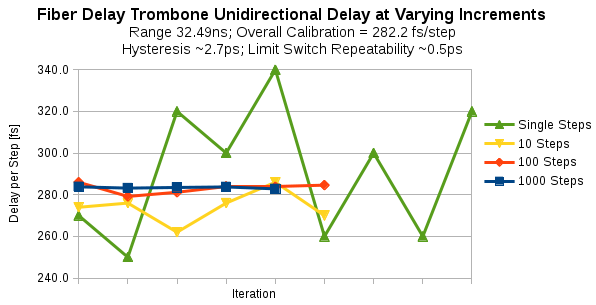 Fiber Delay Trombone Unidirectional Delay at Varying Increments
Range 32.49ns; Overall Calibration = 282.2 fs/step
Hysteresis ~2.7ps; Limit Switch Repeatability ~0.5ps
Delay per Step [fs]
340.0
320.0
300.0
280.0
260.0
240.0
Iteration
Single Steps
10 Steps
100 Steps
1000 Steps